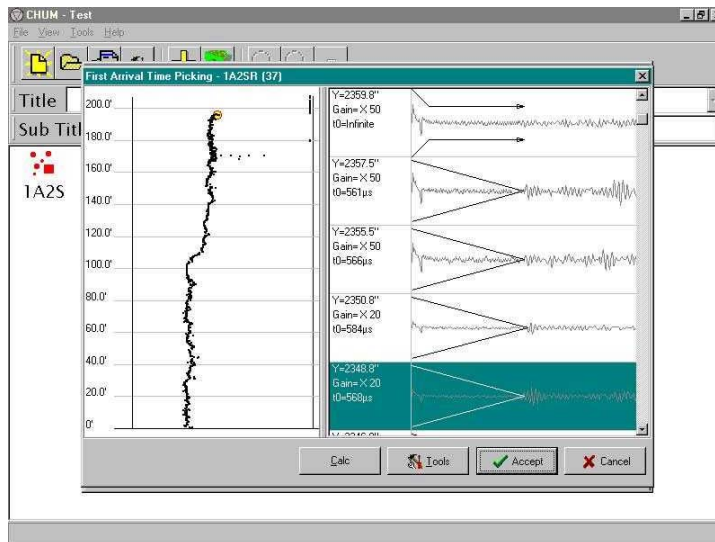 CHUM - Test
File View Tools Help
Title
Sub Titl
1A2S
First Arrival Time Picking - 1A2SR (37)
200.0'
180.0'
160.0'
140.0'
120.0'
100.0'
80.0'
60.0'
40.0'
20.0'
0'
Y=2359.8"
Gain= X 50
t0=Infinite
Y=2357.5"
Gain= X 50
t0=561µs
Y=2355.5"
Gain= X 50
t0=566µs
Y=2350.8"
Gain= X 20
t0=584µs
Y=2348.8"
Gain= X 20
t0=568µs
Calc
Tools
Accept
Cancel